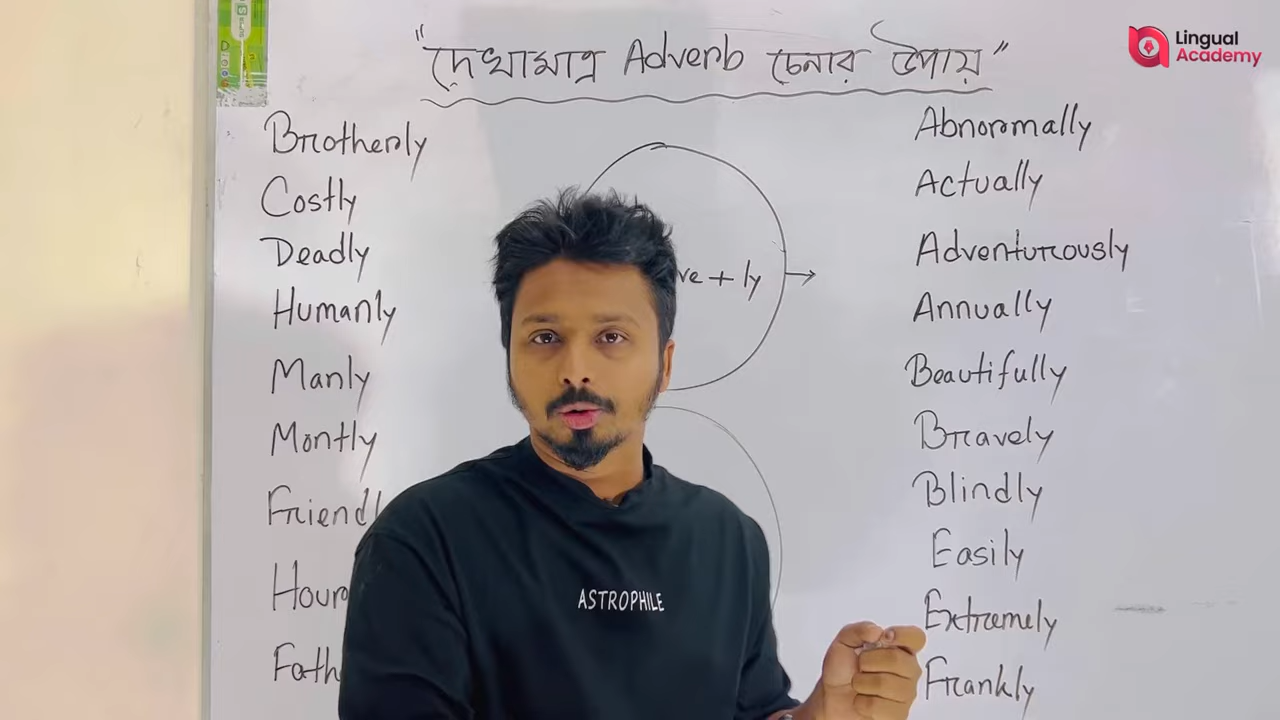 "দেখামাত্র Adverb চেনার উপায়"
Lingual
Academy
Brotherly
Costly
Deadly
Humanly
Manly
Montly
Friendl
Hour
Fath
ve + ly →
Abnormally
Actually
Adventurously
Annually
Beautifully
Bravely
Blindly
Easily
Extremely
Frankly
ASTROPHILE